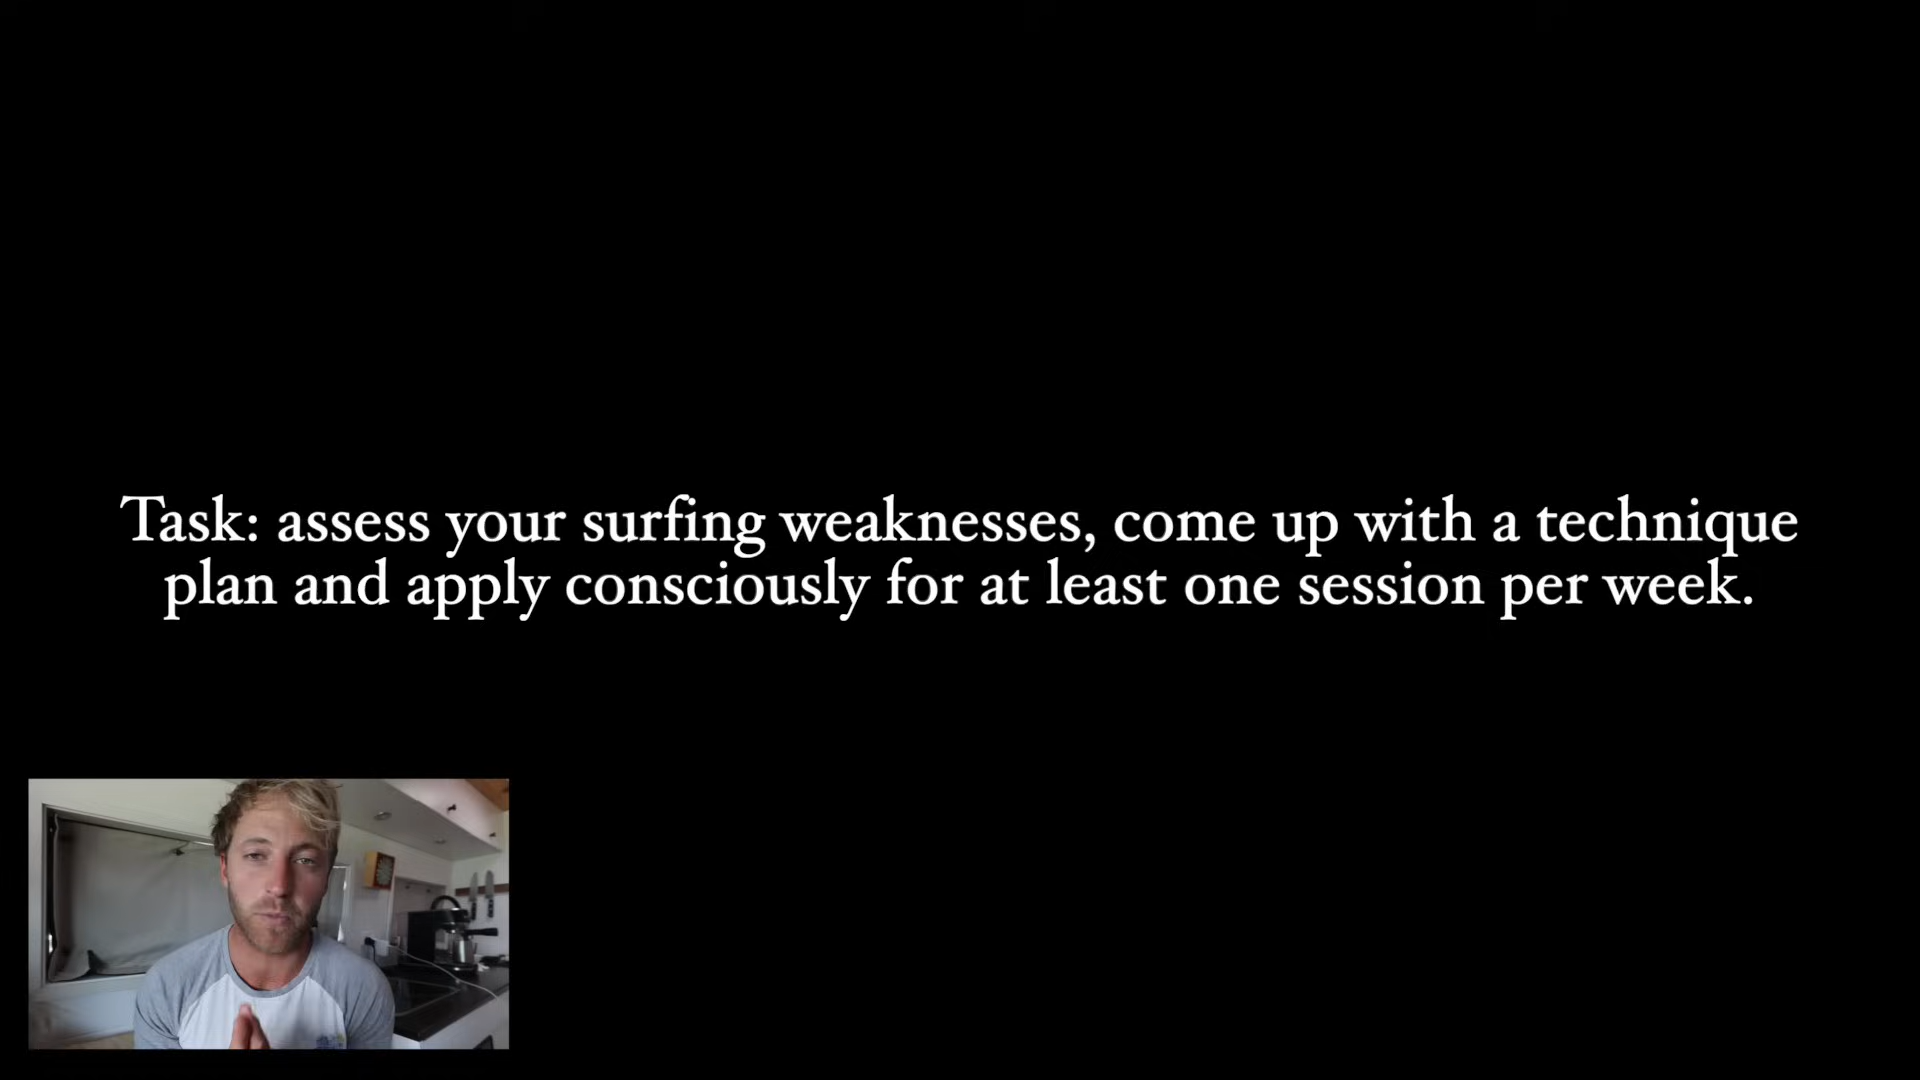 Task: assess your surfing weaknesses, come up with a technique
plan and apply consciously for at least one session per week.